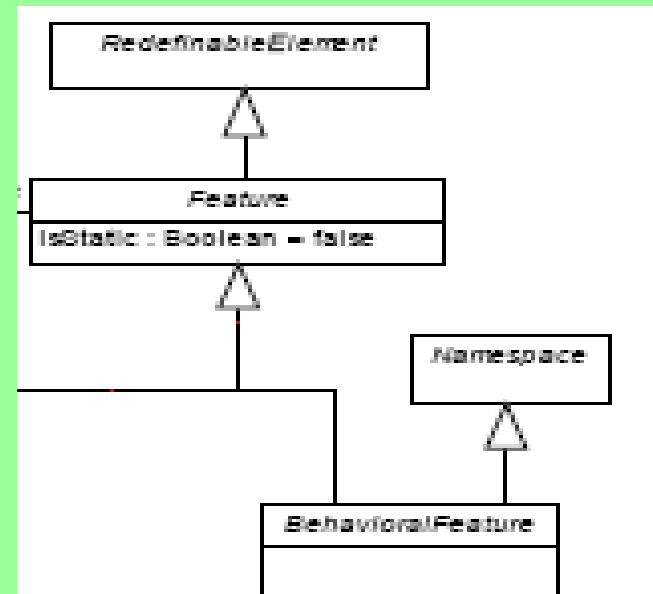 RedefinableElement
Feature
isStatic : Boolean = false
Namespace
BehavioralFeature